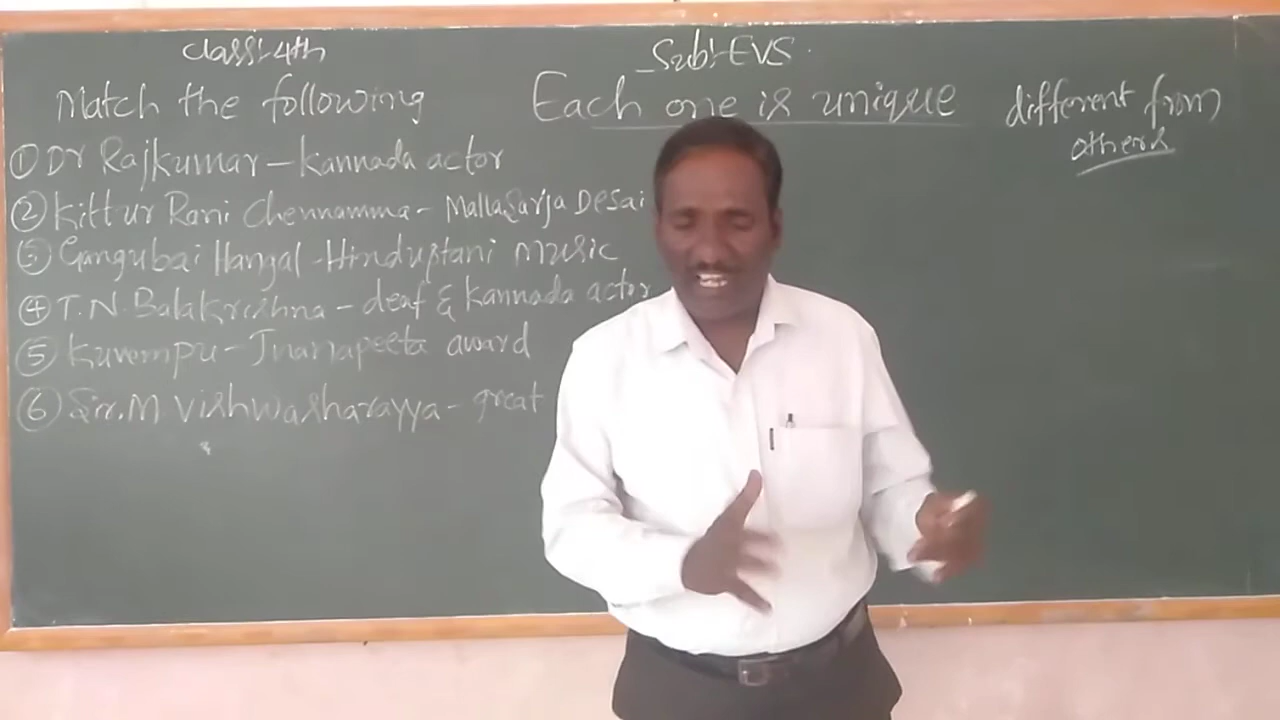 Class:-4th
Sub:-EVS
Match the following
Each one is unique
different from
others
① Dr Rajkumar - kannada actor
② Kittur Rani Chennamma - Mallasarja Desai
③ Gangubai Hangal - Hindustani music
④ T.N. Balakrishna - deaf & kannada actor
⑤ Kuvempu - Jnanapeeta award
⑥ Sir. M Vishwasharayya - great